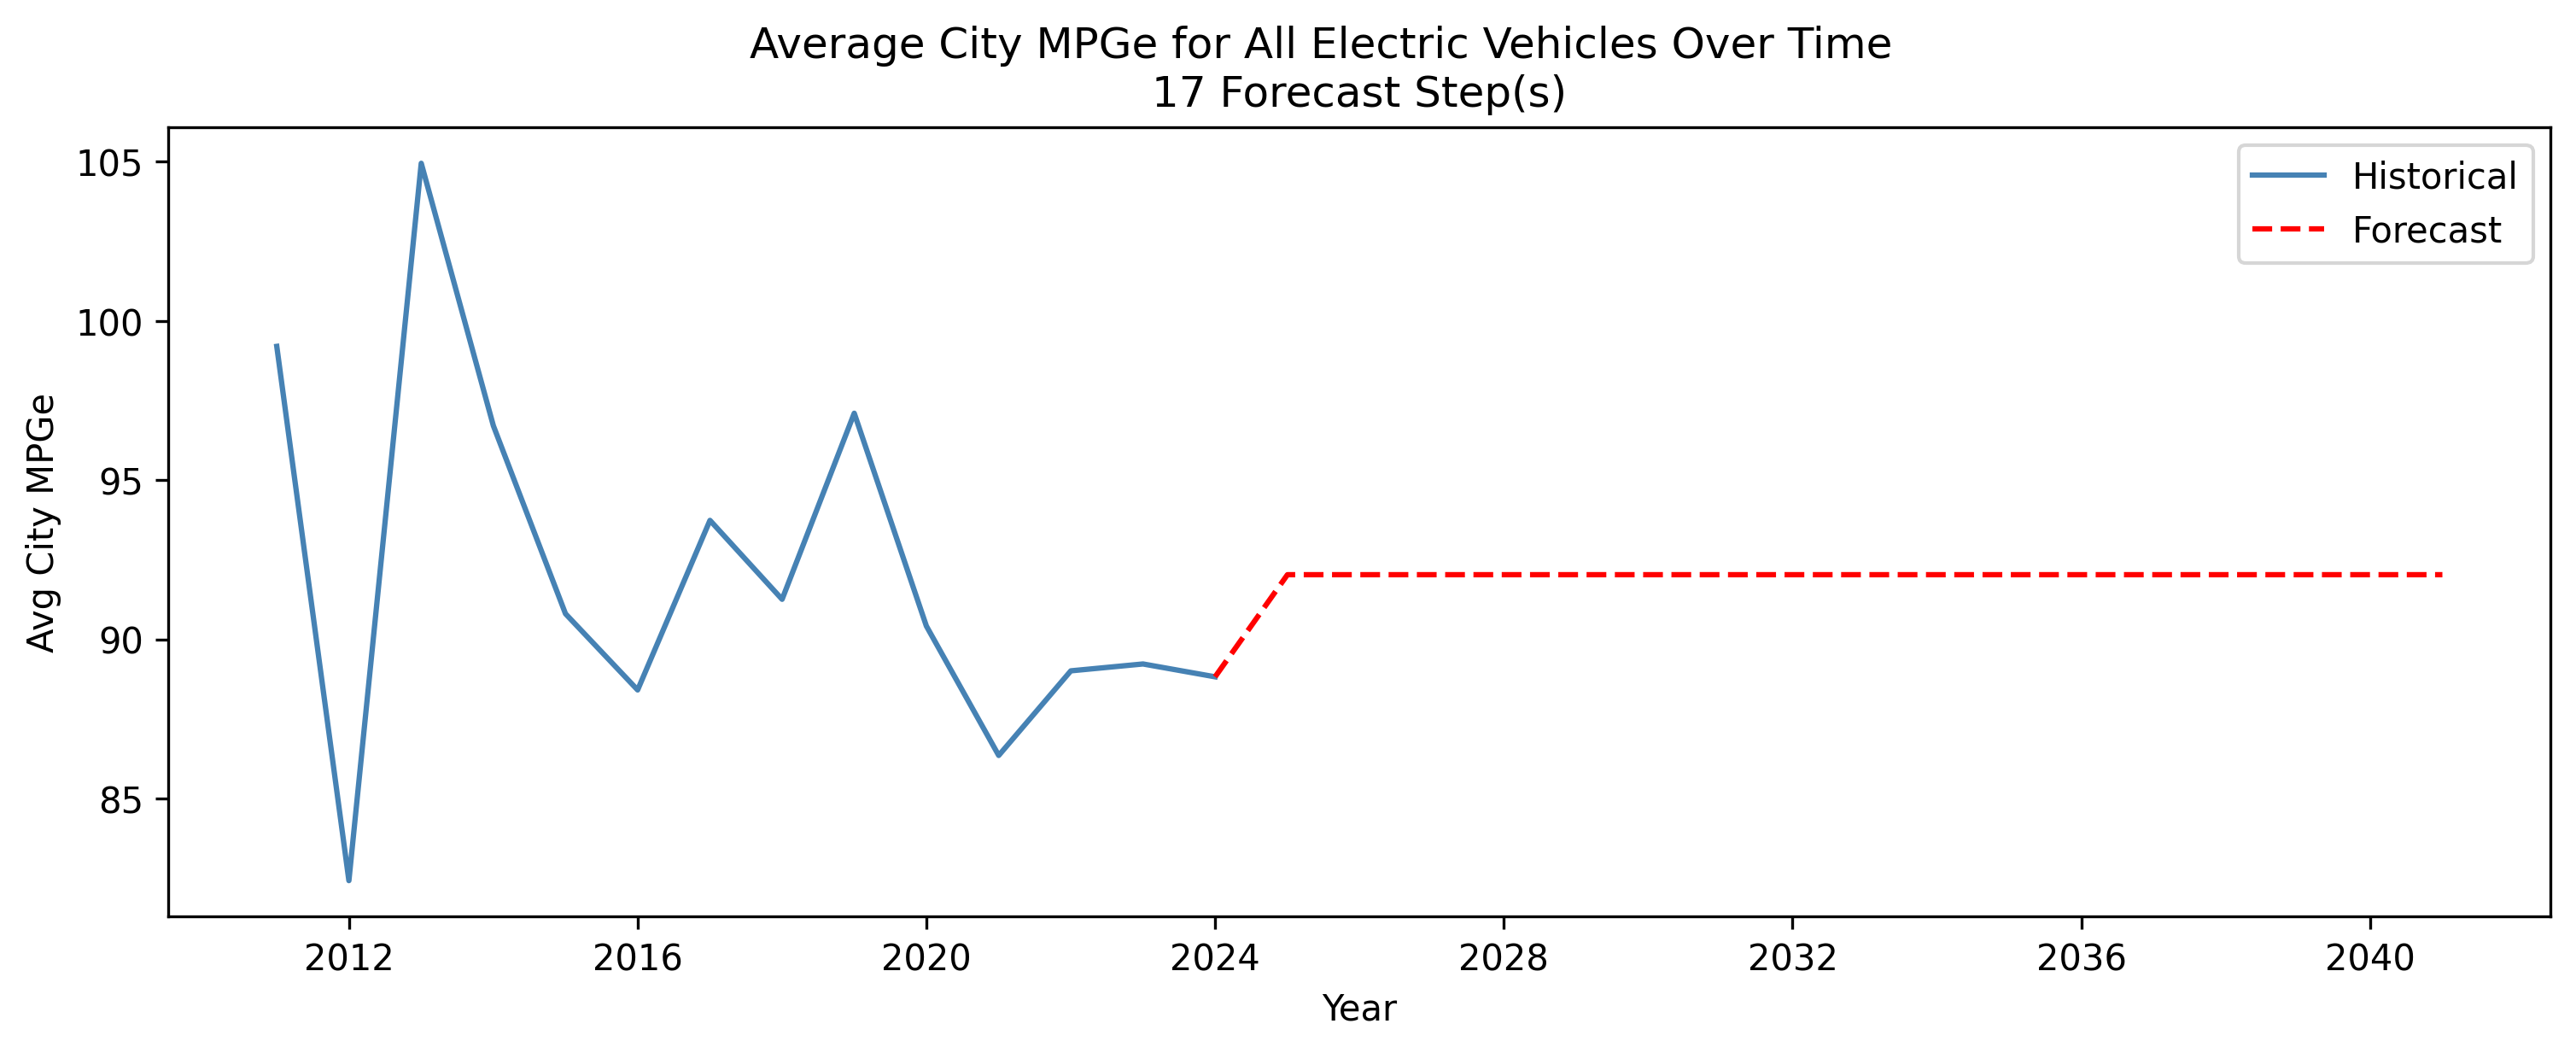 Average City MPGe for All Electric Vehicles Over Time
17 Forecast Step(s)
Historical
Forecast
Avg City MPGe
105
100
95
90
85
2012
2016
2020
2024
2028
2032
2036
2040
Year